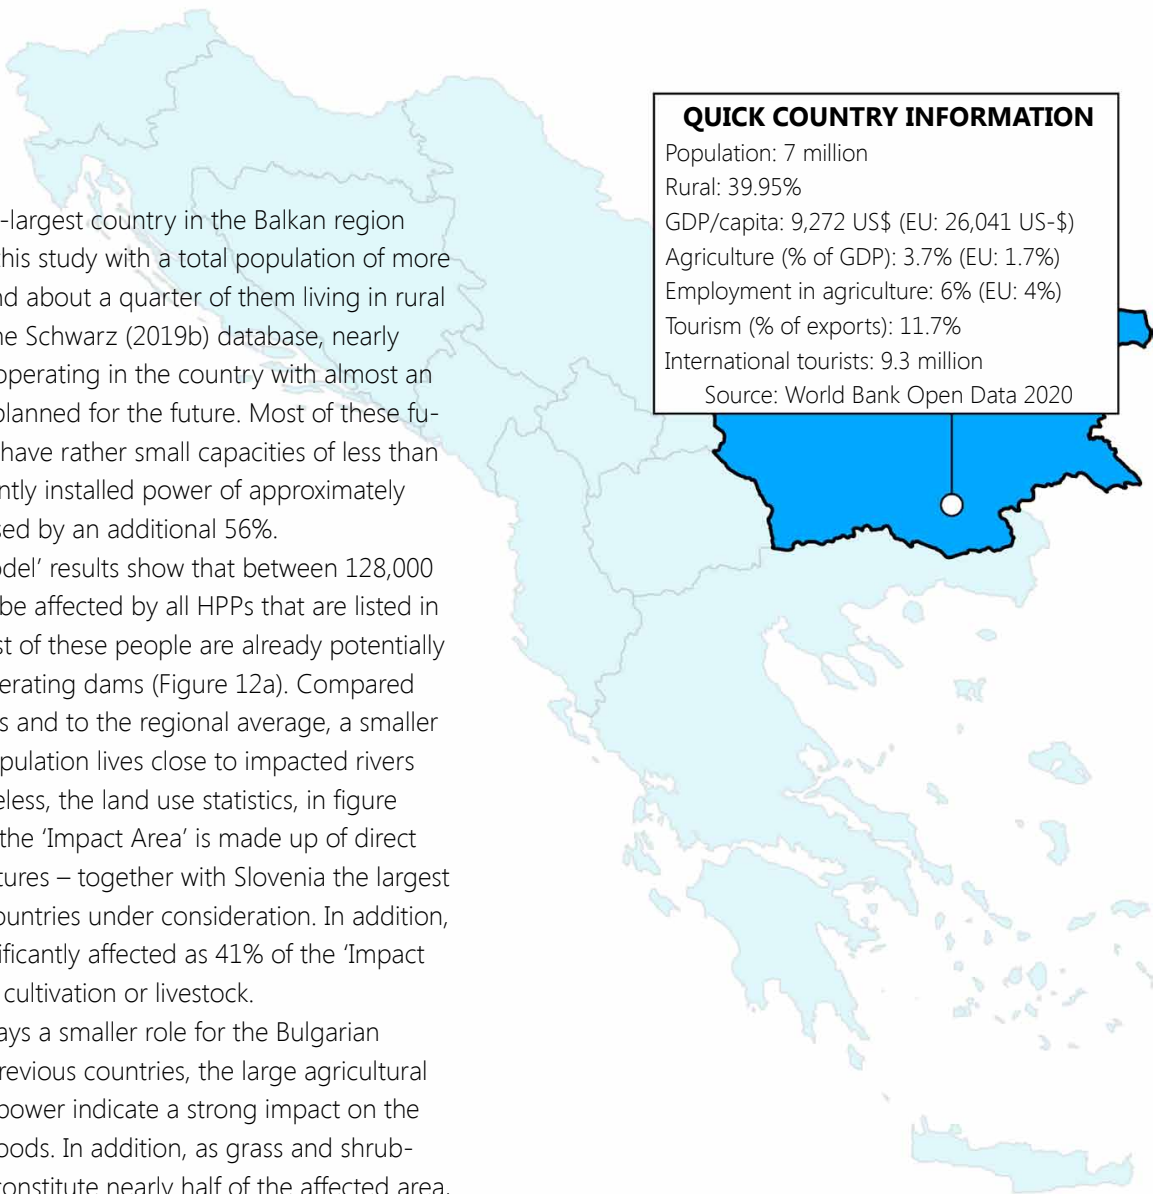 QUICK COUNTRY INFORMATION
Population: 7 million
Rural: 39.95%
GDP/capita: 9,272 US$ (EU: 26,041 US-$)
Agriculture (% of GDP): 3.7% (EU: 1.7%)
Employment in agriculture: 6% (EU: 4%)
Tourism (% of exports): 11.7%
International tourists: 9.3 million
Source: World Bank Open Data 2020
-largest country in the Balkan region
this study with a total population of more
nd about a quarter of them living in rural
ne Schwarz (2019b) database, nearly
operating in the country with almost an
planned for the future. Most of these fu-
have rather small capacities of less than
ntly installed power of approximately
sed by an additional 56%.
odel’ results show that between 128,000
be affected by all HPPs that are listed in
st of these people are already potentially
erating dams (Figure 12a). Compared
s and to the regional average, a smaller
pulation lives close to impacted rivers
eless, the land use statistics, in figure
the ‘Impact Area’ is made up of direct
tures – together with Slovenia the largest
ountries under consideration. In addition,
ificantly affected as 41% of the ‘Impact
cultivation or livestock.
ays a smaller role for the Bulgarian
revious countries, the large agricultural
power indicate a strong impact on the
oods. In addition, as grass and shrub-
constitute nearly half of the affected area,